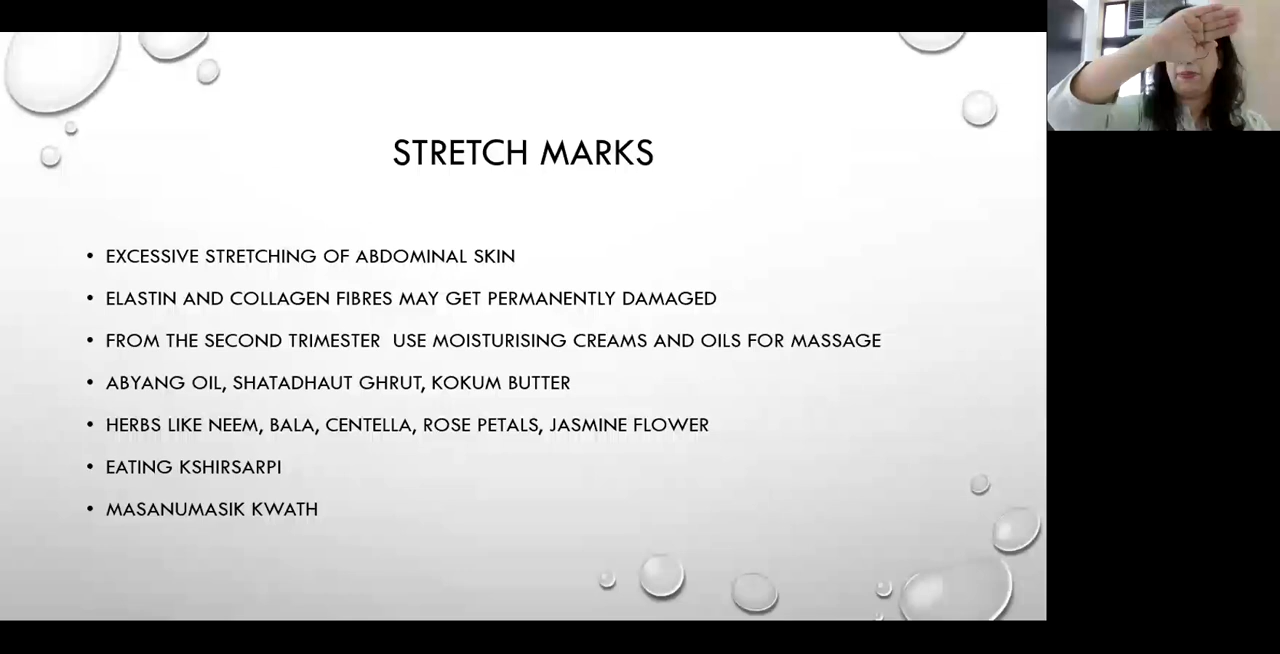 STRETCH MARKS
• EXCESSIVE STRETCHING OF ABDOMINAL SKIN
• ELASTIN AND COLLAGEN FIBRES MAY GET PERMANENTLY DAMAGED
• FROM THE SECOND TRIMESTER  USE MOISTURISING CREAMS AND OILS FOR MASSAGE
• ABYANG OIL, SHATADHAUT GHRUT, KOKUM BUTTER
• HERBS LIKE NEEM, BALA, CENTELLA, ROSE PETALS, JASMINE FLOWER
• EATING KSHIRSARPI
• MASANUMASIK KWATH